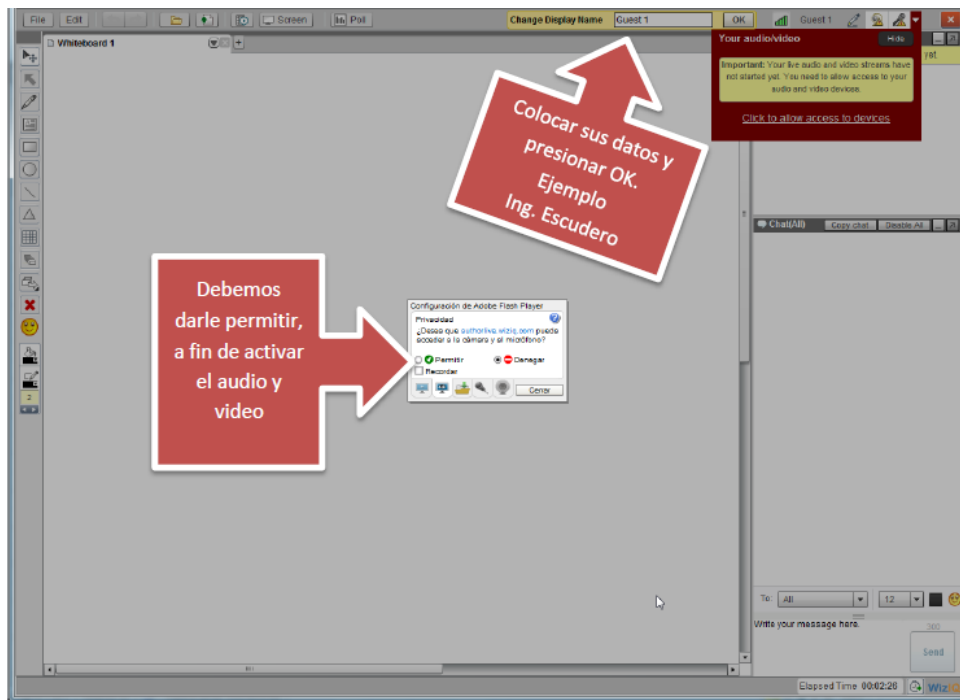 File Edit Screen Poll Change Display Name Guest 1 OK Guest 1
Whiteboard 1
Your audio/video Hide
yet.
Important: Your live audio and video streams have
not started yet. You need to allow access to your
audio and video devices.
Click to allow access to devices
Colocar sus datos y
presionar OK.
Ejemplo
Ing. Escudero
Chat(All) Copy chat Disable All
Debemos
darle permitir,
a fin de activar
el audio y
video
Configuración de Adobe Flash Player
Privacidad
¿Desea que authorlive.wiziq.com pueda
acceder a la cámara y el micrófono?
Permitir Denegar
Recordar
Cerrar
2
To: All 12
Write your message here. 300
Send
Elapsed Time 00:02:26 WizIQ